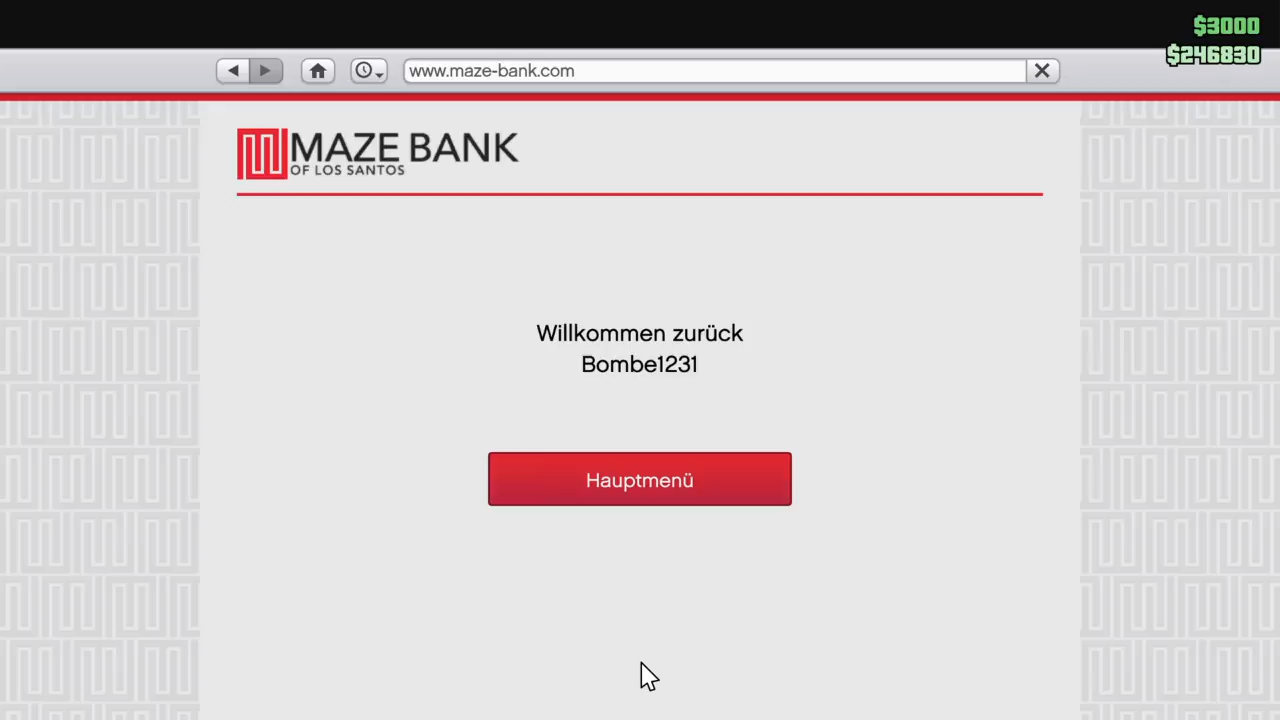 $3000
$246830
www.maze-bank.com
MAZE BANK
OF LOS SANTOS
Willkommen zurück
Bombe1231
Hauptmenü